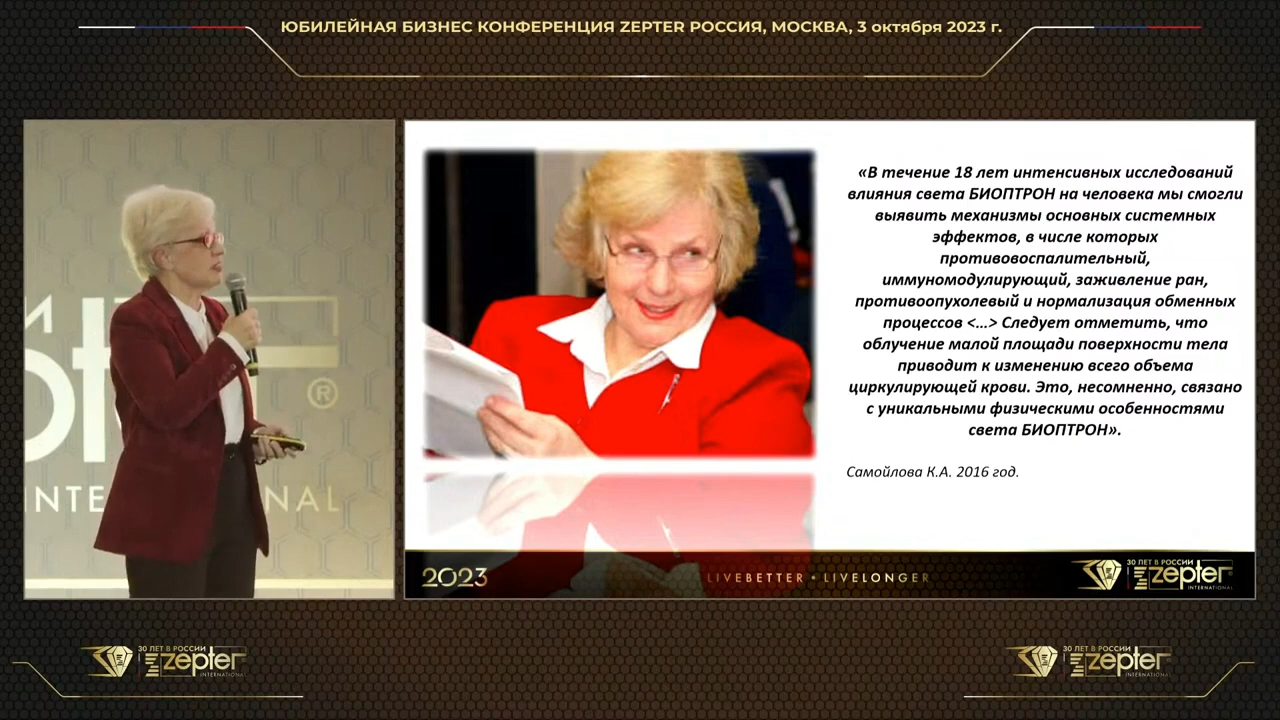 ЮБИЛЕЙНАЯ БИЗНЕС КОНФЕРЕНЦИЯ ZEPTER РОССИЯ, МОСКВА, 3 октября 2023 г.
®
INTE NAL
«В течение 18 лет интенсивных исследований
влияния света БИОПТРОН на человека мы смогли
выявить механизмы основных системных
эффектов, в числе которых
противовоспалительный,
иммуномодулирующий, заживление ран,
противоопухолевый и нормализация обменных
процессов <...> Следует отметить, что
облучение малой площади поверхности тела
приводит к изменению всего объема
циркулирующей крови. Это, несомненно, связано
с уникальными физическими особенностями
света БИОПТРОН».
Самойлова К.А. 2016 год.
2023
LIVEBETTER • LIVELONGER
30 ЛЕТ В РОССИИ
zepter
INTERNATIONAL
30 ЛЕТ В РОССИИ
zepter
INTERNATIONAL
30 ЛЕТ В РОССИИ
zepter
INTERNATIONAL